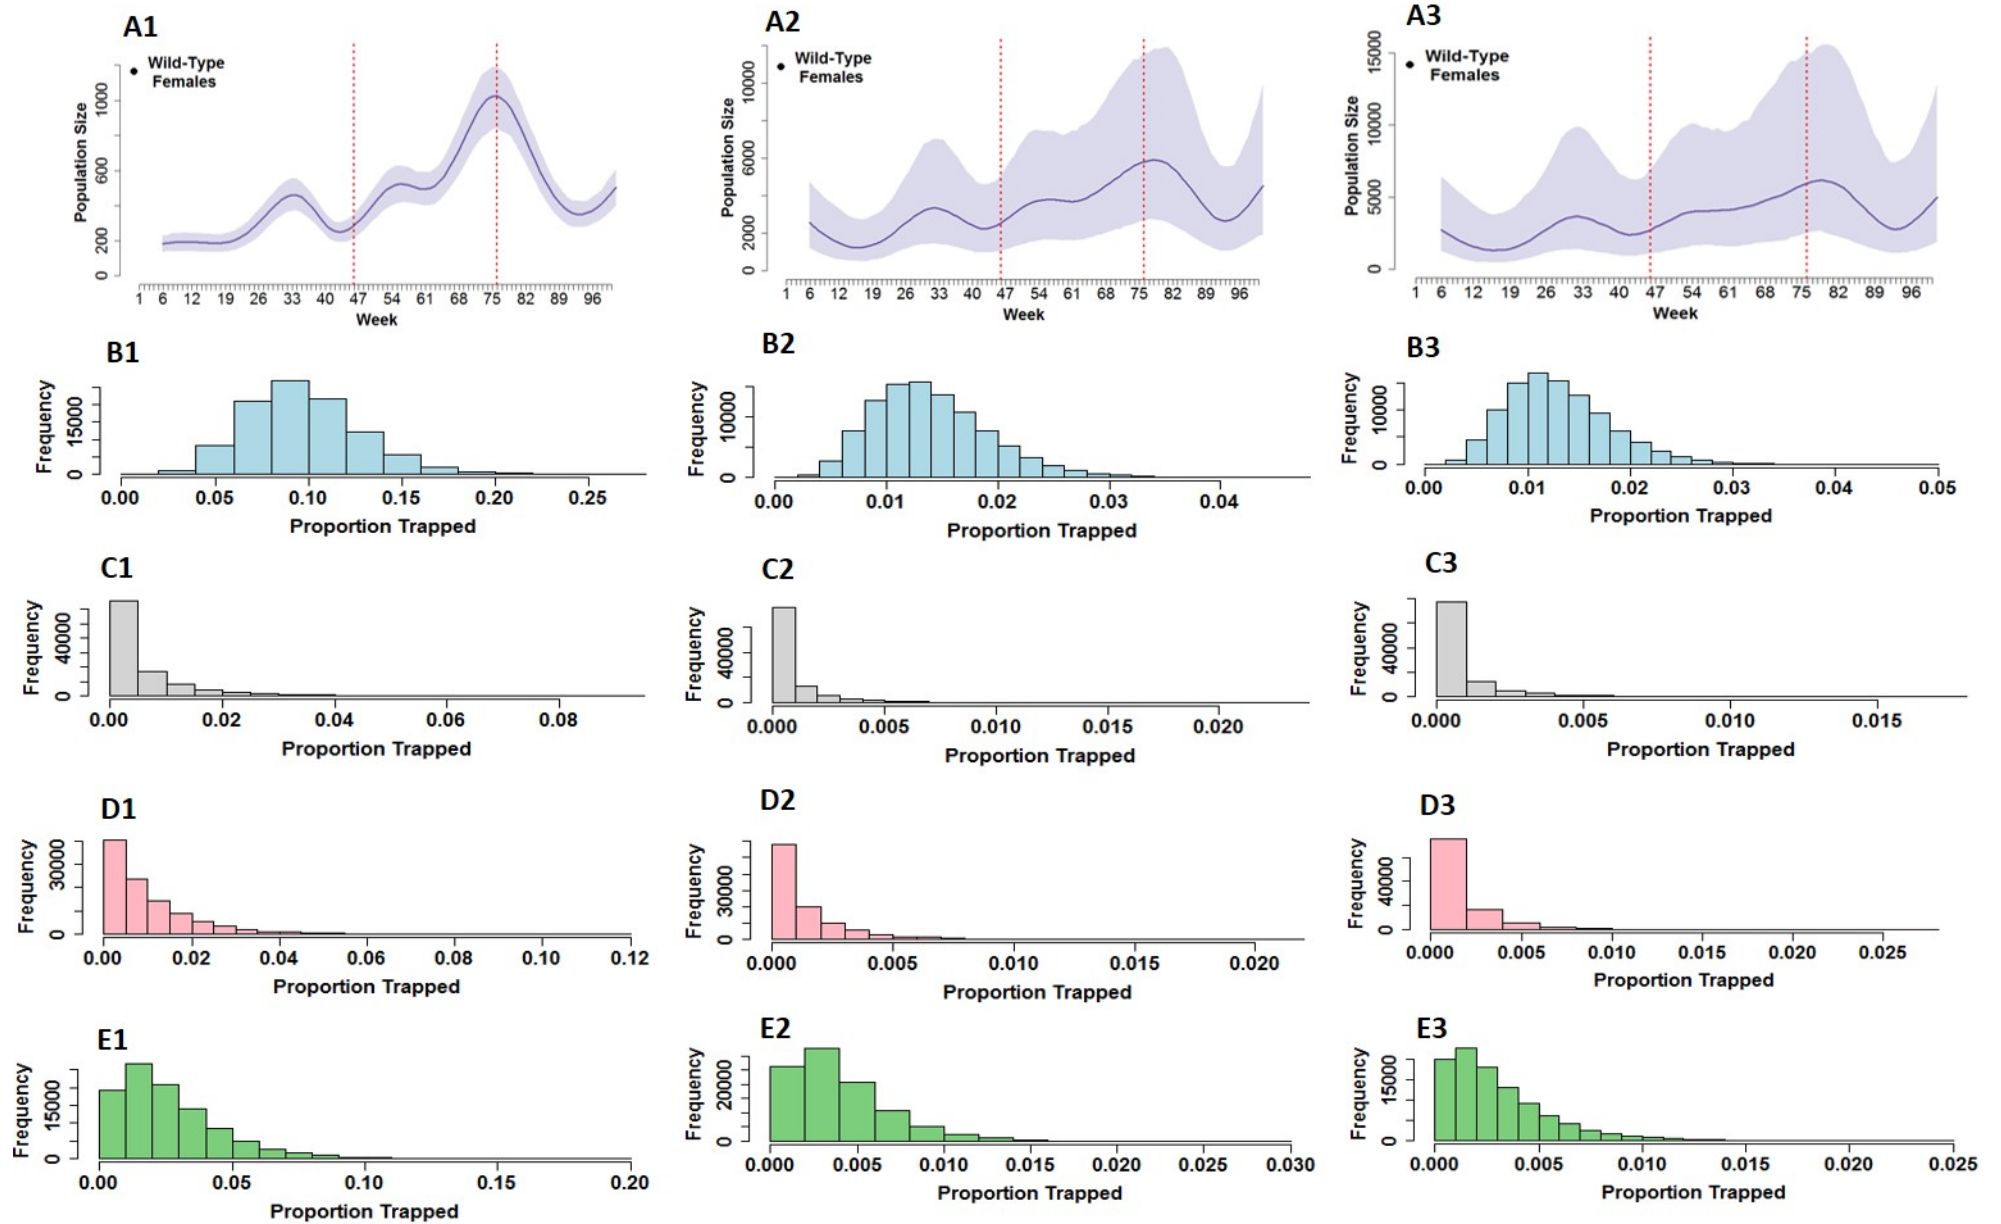 A1
Wild-Type
Females
Population Size
0
200
600
1000
1 6 12 19 26 33 40 47 54 61 68 75 82 89 96
Week
A2
Wild-Type
Females
Population Size
0
2000
6000
10000
1 6 12 19 26 33 40 47 54 61 68 75 82 89 96
Week
A3
Wild-Type
Females
Population Size
0
5000
10000
15000
1 6 12 19 26 33 40 47 54 61 68 75 82 89 96
Week
B1
Frequency
0
15000
0.00 0.05 0.10 0.15 0.20 0.25
Proportion Trapped
B2
Frequency
0
10000
0.00 0.01 0.02 0.03 0.04
Proportion Trapped
B3
Frequency
0
10000
0.00 0.01 0.02 0.03 0.04 0.05
Proportion Trapped
C1
Frequency
0
40000
0.00 0.02 0.04 0.06 0.08
Proportion Trapped
C2
Frequency
0
40000
0.000 0.005 0.010 0.015 0.020
Proportion Trapped
C3
Frequency
0
40000
0.000 0.005 0.010 0.015
Proportion Trapped
D1
Frequency
0
30000
0.00 0.02 0.04 0.06 0.08 0.10 0.12
Proportion Trapped
D2
Frequency
0
30000
0.000 0.005 0.010 0.015 0.020
Proportion Trapped
D3
Frequency
0
40000
0.000 0.005 0.010 0.015 0.020 0.025
Proportion Trapped
E1
Frequency
0
15000
0.00 0.05 0.10 0.15 0.20
Proportion Trapped
E2
Frequency
0
20000
0.000 0.005 0.010 0.015 0.020 0.025 0.030
Proportion Trapped
E3
Frequency
0
15000
0.000 0.005 0.010 0.015 0.020 0.025
Proportion Trapped